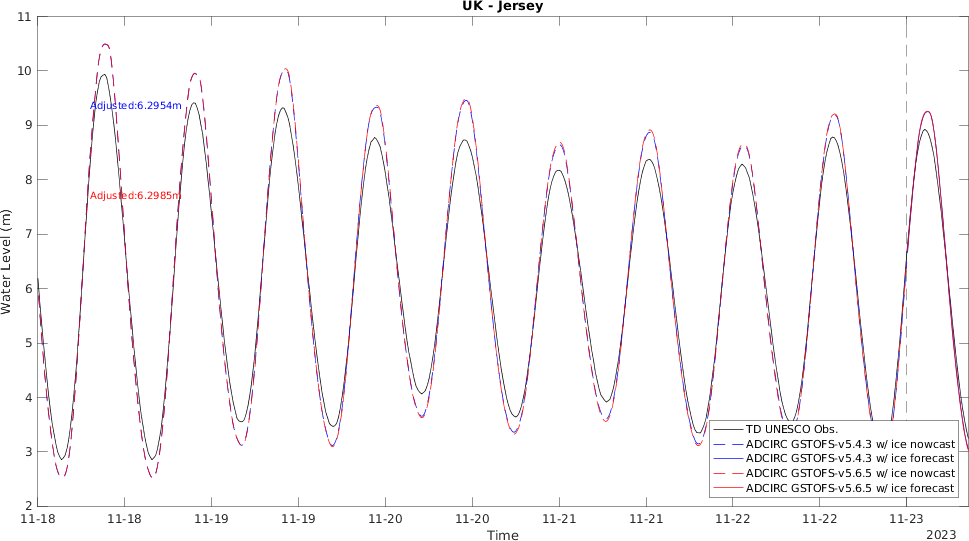 UK - Jersey
11
10
9
8
7
6
5
4
3
2
Water Level (m)
Adjusted:6.2954m
Adjusted:6.2985m
TD UNESCO Obs.
ADCIRC GSTOFS-v5.4.3 w/ ice nowcast
ADCIRC GSTOFS-v5.4.3 w/ ice forecast
ADCIRC GSTOFS-v5.6.5 w/ ice nowcast
ADCIRC GSTOFS-v5.6.5 w/ ice forecast
11-18 11-18 11-19 11-19 11-20 11-20 11-21 11-21 11-22 11-22 11-23
Time
2023